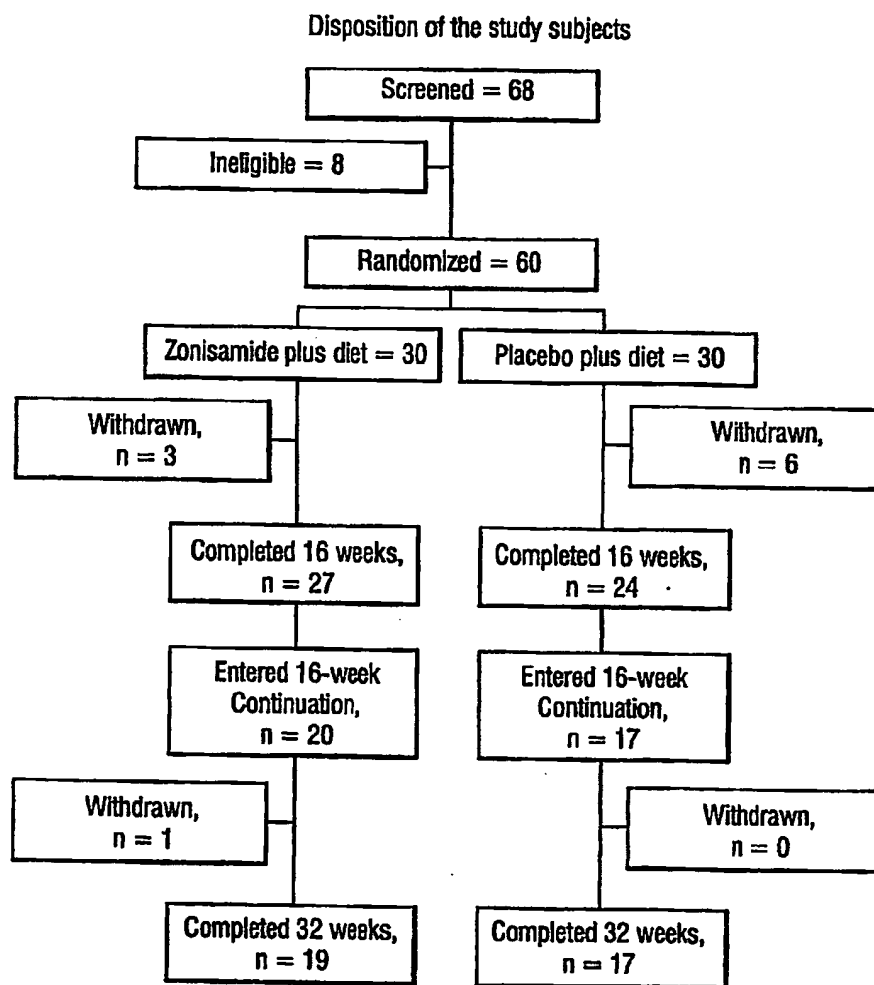 Disposition of the study subjects
Screened = 68
Ineligible = 8
Randomized = 60
Zonisamide plus diet = 30
Placebo plus diet = 30
Withdrawn,
n = 3
Withdrawn,
n = 6
Completed 16 weeks,
n = 27
Completed 16 weeks,
n = 24
Entered 16-week
Continuation,
n = 20
Entered 16-week
Continuation,
n = 17
Withdrawn,
n = 1
Withdrawn,
n = 0
Completed 32 weeks,
n = 19
Completed 32 weeks,
n = 17